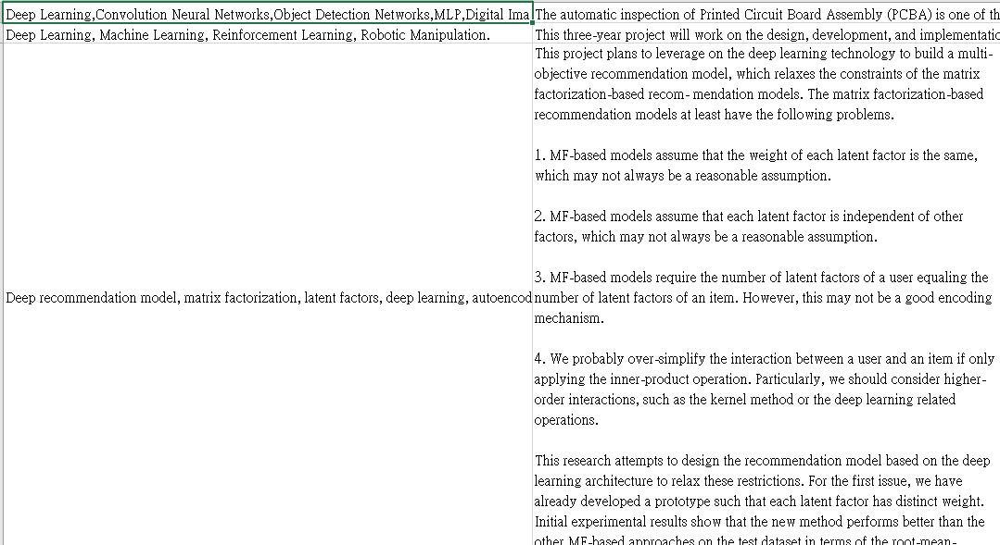 Deep Learning,Convolution Neural Networks,Object Detection Networks,MLP,Digital Ima
The automatic inspection of Printed Circuit Board Assembly (PCBA) is one of th
Deep Learning, Machine Learning, Reinforcement Learning, Robotic Manipulation.
This three-year project will work on the design, development, and implementatic
Deep recommendation model, matrix factorization, latent factors, deep learning, autoencod
This project plans to leverage on the deep learning technology to build a multi-
objective recommendation model, which relaxes the constraints of the matrix
factorization-based recom- mendation models. The matrix factorization-based
recommendation models at least have the following problems.
1. MF-based models assume that the weight of each latent factor is the same,
which may not always be a reasonable assumption.
2. MF-based models assume that each latent factor is independent of other
factors, which may not always be a reasonable assumption.
3. MF-based models require the number of latent factors of a user equaling the
number of latent factors of an item. However, this may not be a good encoding
mechanism.
4. We probably over-simplify the interaction between a user and an item if only
applying the inner-product operation. Particularly, we should consider higher-
order interactions, such as the kernel method or the deep learning related
operations.
This research attempts to design the recommendation model based on the deep
learning architecture to relax these restrictions. For the first issue, we have
already developed a prototype such that each latent factor has distinct weight.
Initial experimental results show that the new method performs better than the
other MF-based approaches on the test dataset in terms of the root-mean-